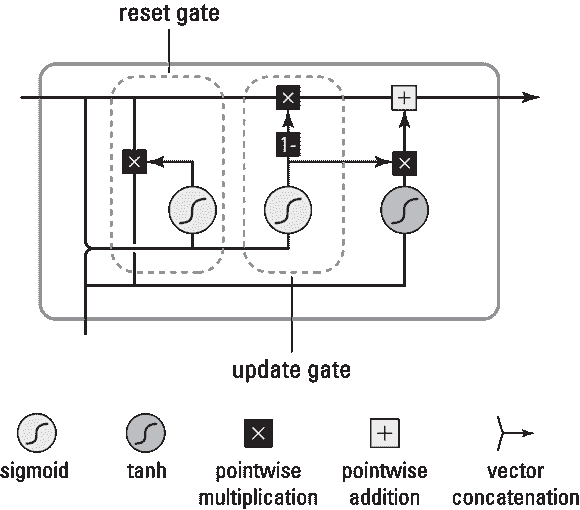 reset gate
×
1-
+
×
×
update gate
×
+
sigmoid
tanh
pointwise
multiplication
pointwise
addition
vector
concatenation